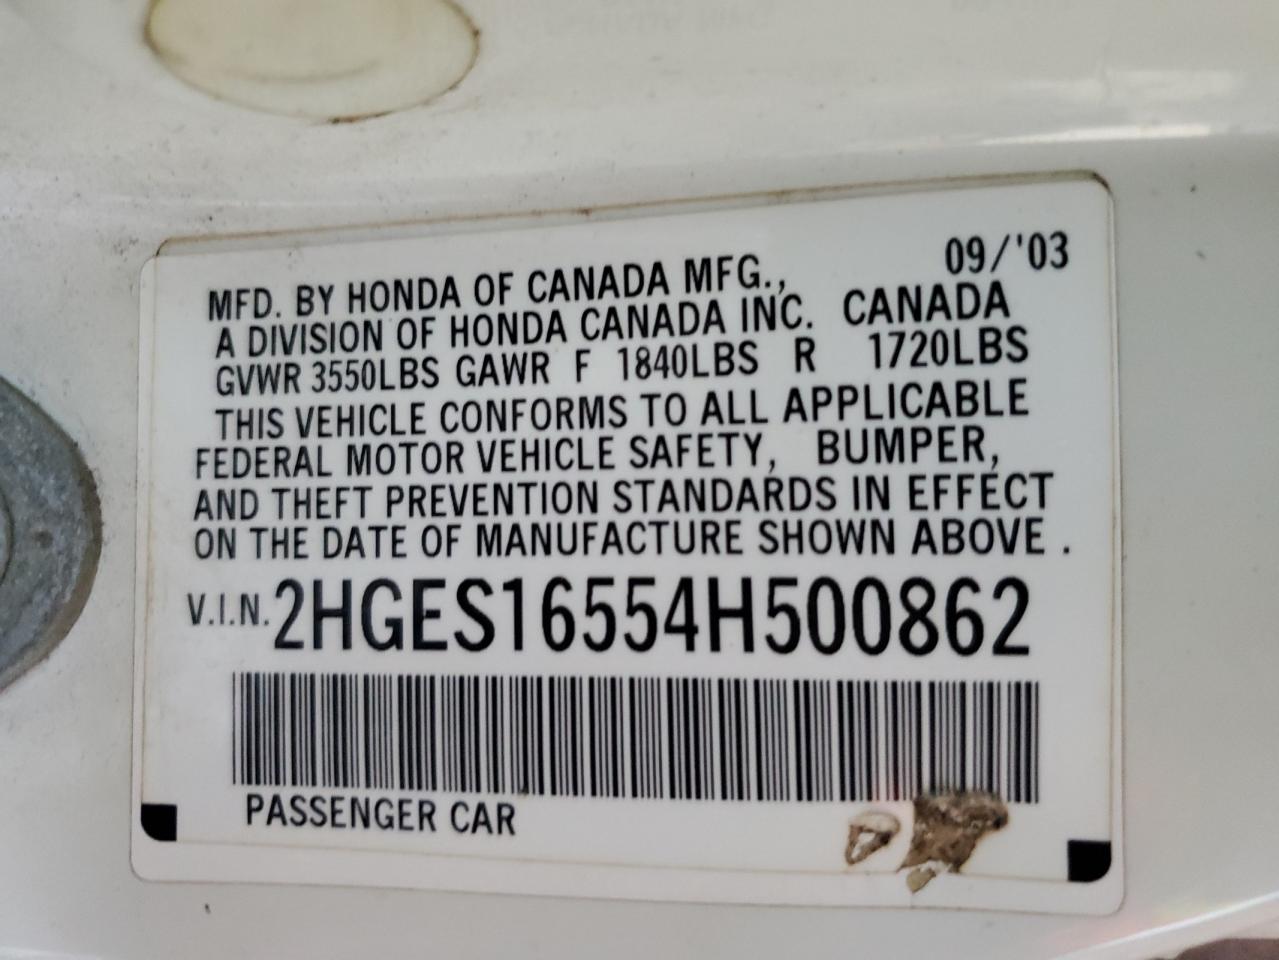 09/'03
MFD. BY HONDA OF CANADA MFG.,
A DIVISION OF HONDA CANADA INC. CANADA
GVWR 3550LBS GAWR F 1840LBS R 1720LBS
THIS VEHICLE CONFORMS TO ALL APPLICABLE
FEDERAL MOTOR VEHICLE SAFETY, BUMPER,
AND THEFT PREVENTION STANDARDS IN EFFECT
ON THE DATE OF MANUFACTURE SHOWN ABOVE .
V.I.N. 2HGES16554H500862
PASSENGER CAR